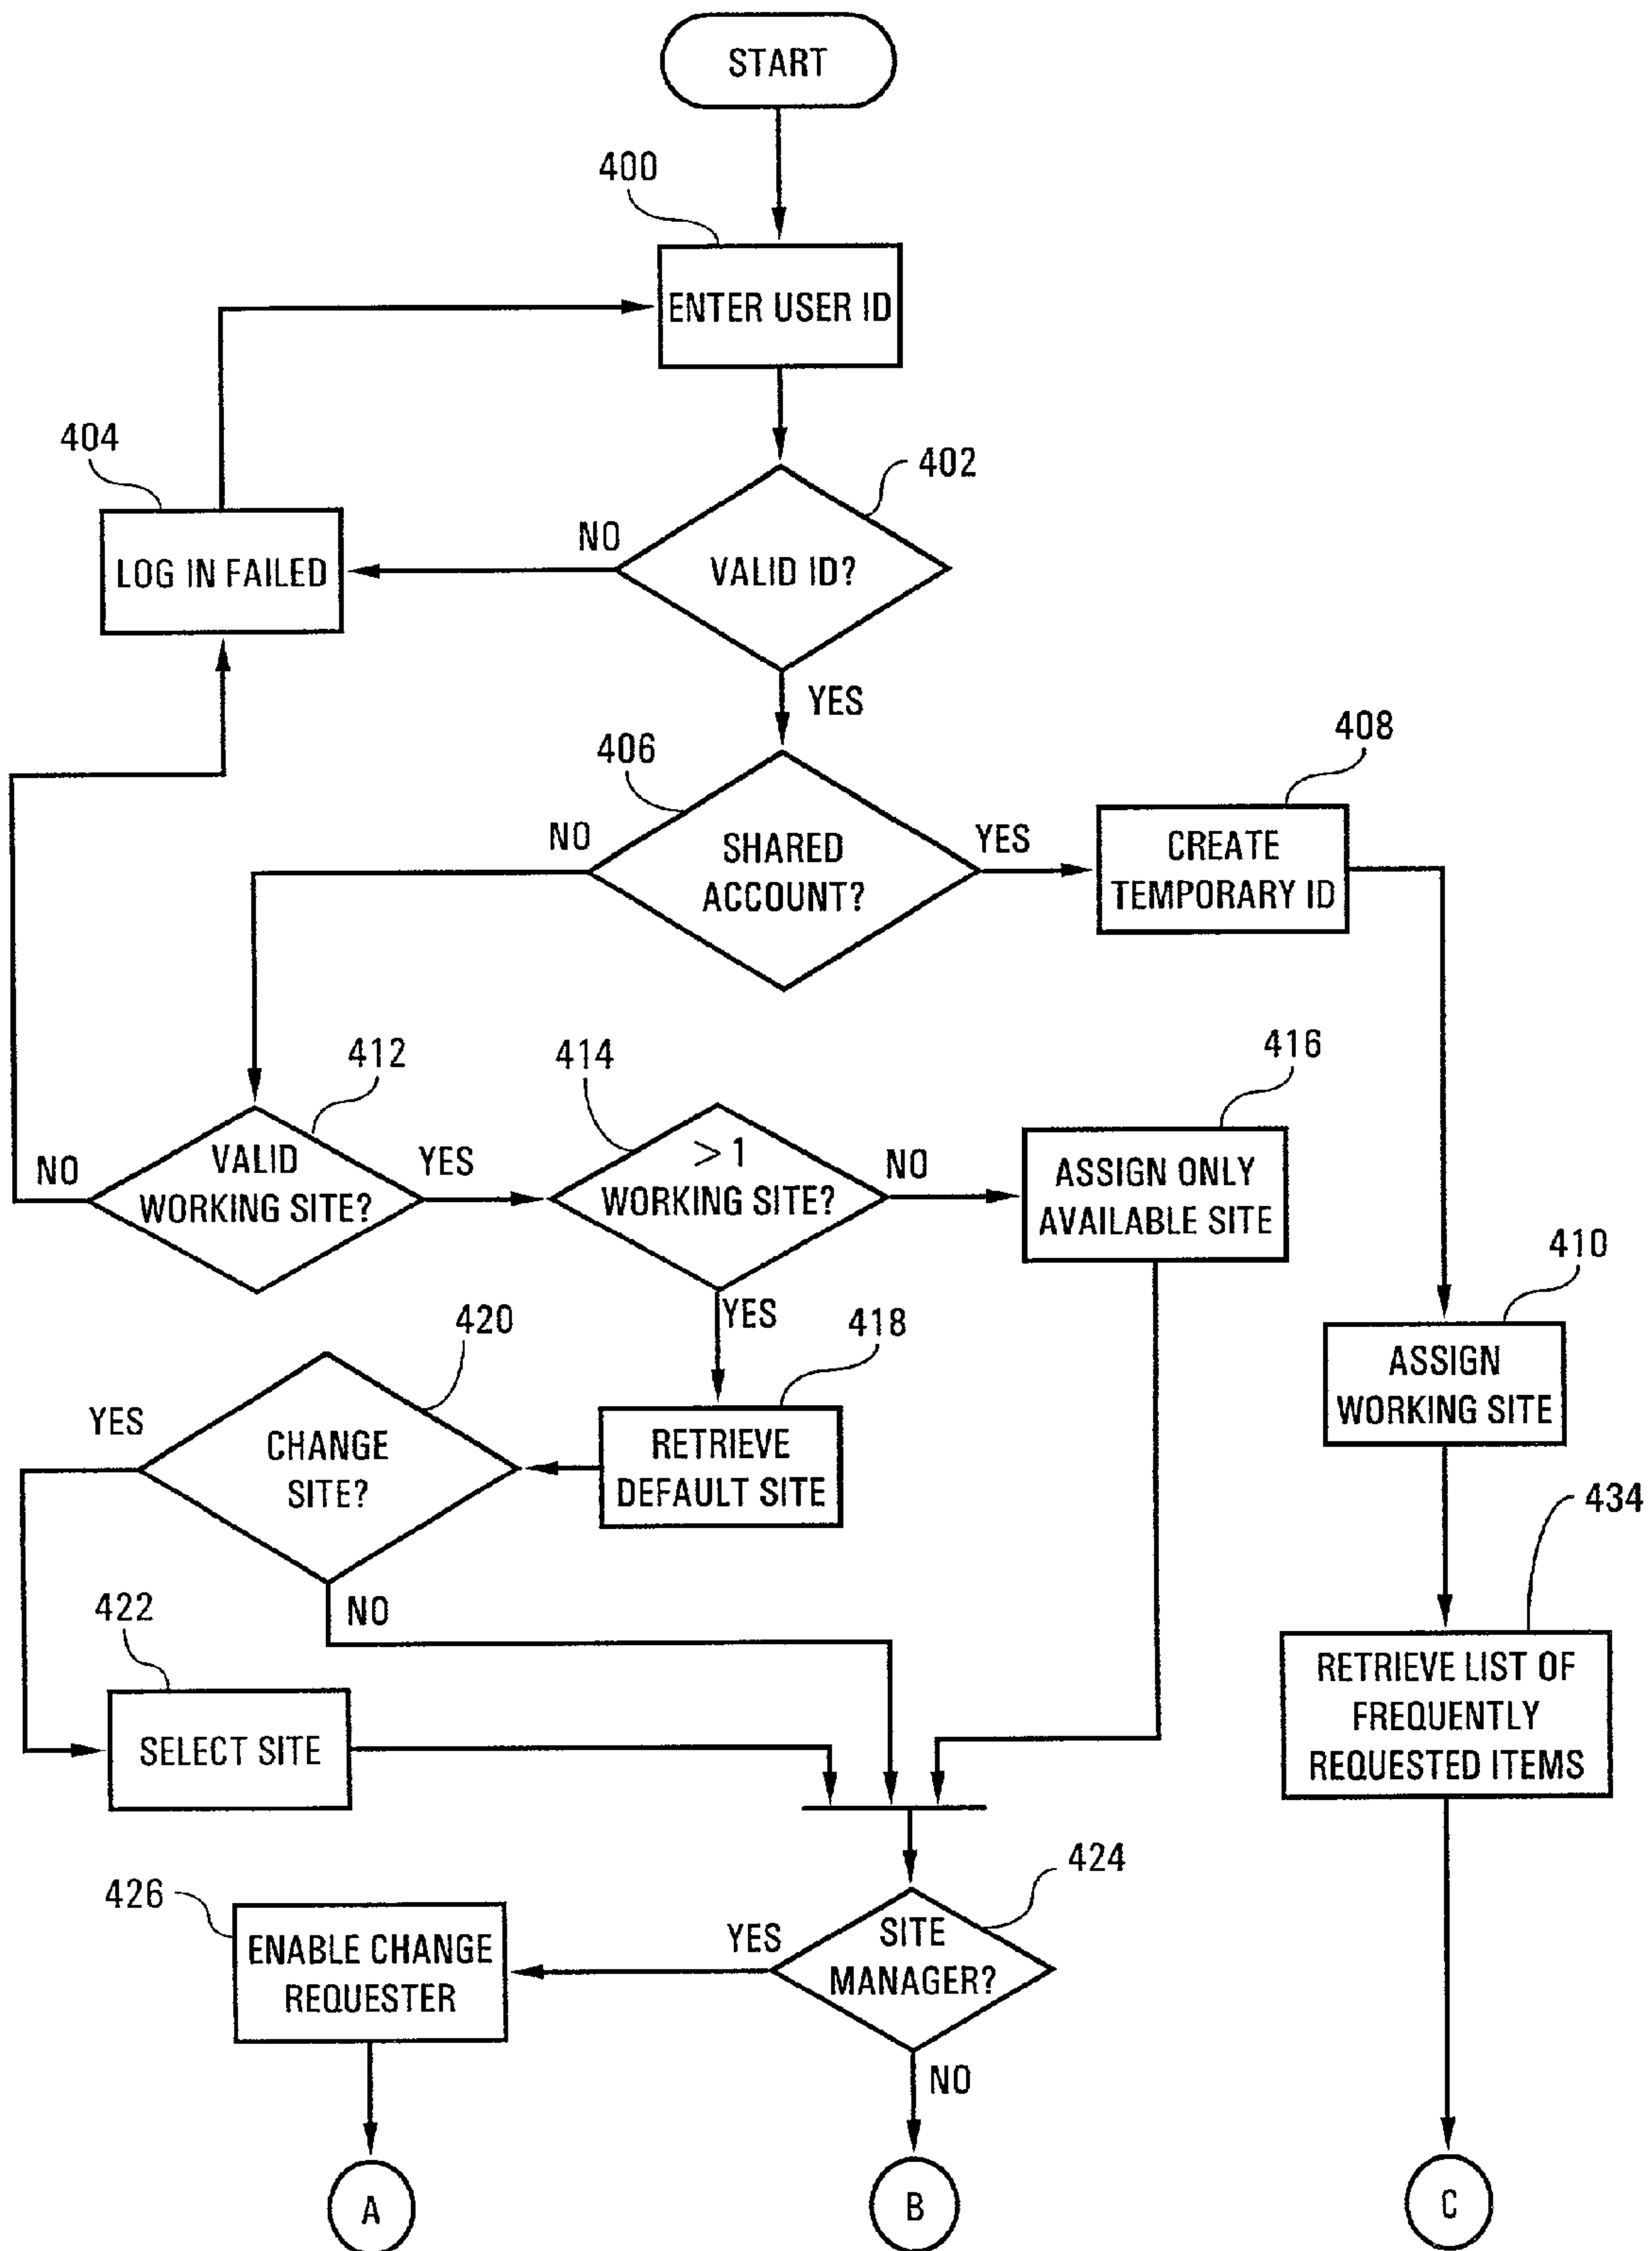 START
400
ENTER USER ID
404
402
NO
LOG IN FAILED
VALID ID?
YES
408
406
NO
SHARED
ACCOUNT?
YES
CREATE
TEMPORARY ID
416
412
414
NO
VALID
WORKING SITE?
YES
> 1
WORKING SITE?
NO
ASSIGN ONLY
AVAILABLE SITE
410
YES
418
420
ASSIGN
WORKING SITE
YES
CHANGE
SITE?
RETRIEVE
DEFAULT SITE
434
422
NO
RETRIEVE LIST OF
FREQUENTLY
REQUESTED ITEMS
SELECT SITE
424
426
ENABLE CHANGE
REQUESTER
YES
SITE
MANAGER?
NO
A
B
C